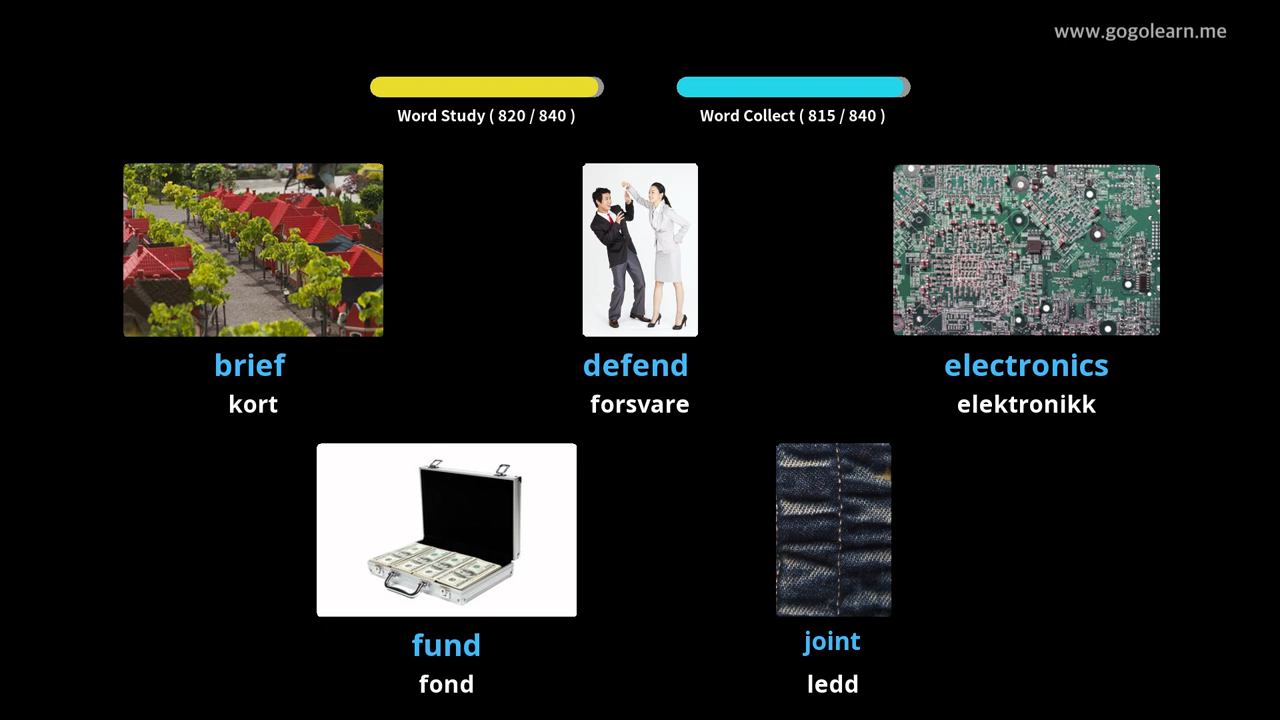 www.gogolearn.me
Word Study ( 820 / 840 )
Word Collect ( 815 / 840 )
brief
kort
defend
forsvare
electronics
elektronikk
fund
fond
joint
ledd